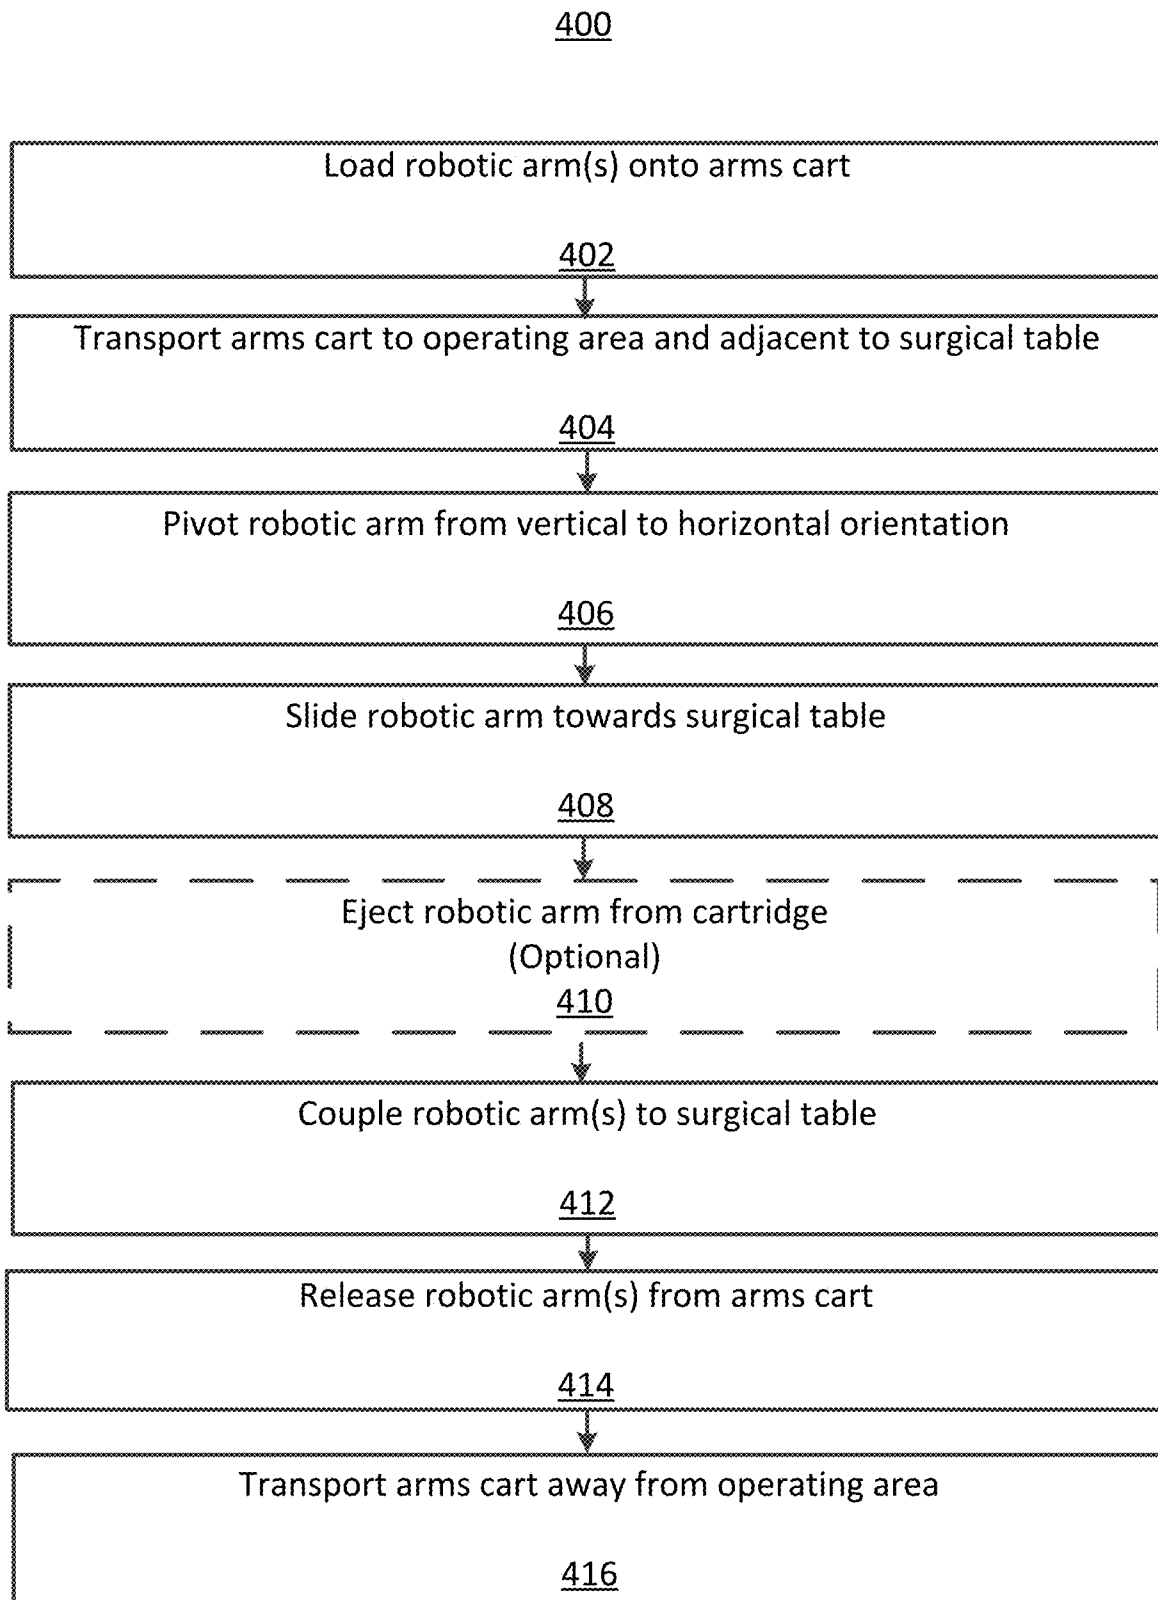 400
Load robotic arm(s) onto arms cart
402
Transport arms cart to operating area and adjacent to surgical table
404
Pivot robotic arm from vertical to horizontal orientation
406
Slide robotic arm towards surgical table
408
Eject robotic arm from cartridge
(Optional)
410
Couple robotic arm(s) to surgical table
412
Release robotic arm(s) from arms cart
414
Transport arms cart away from operating area
416